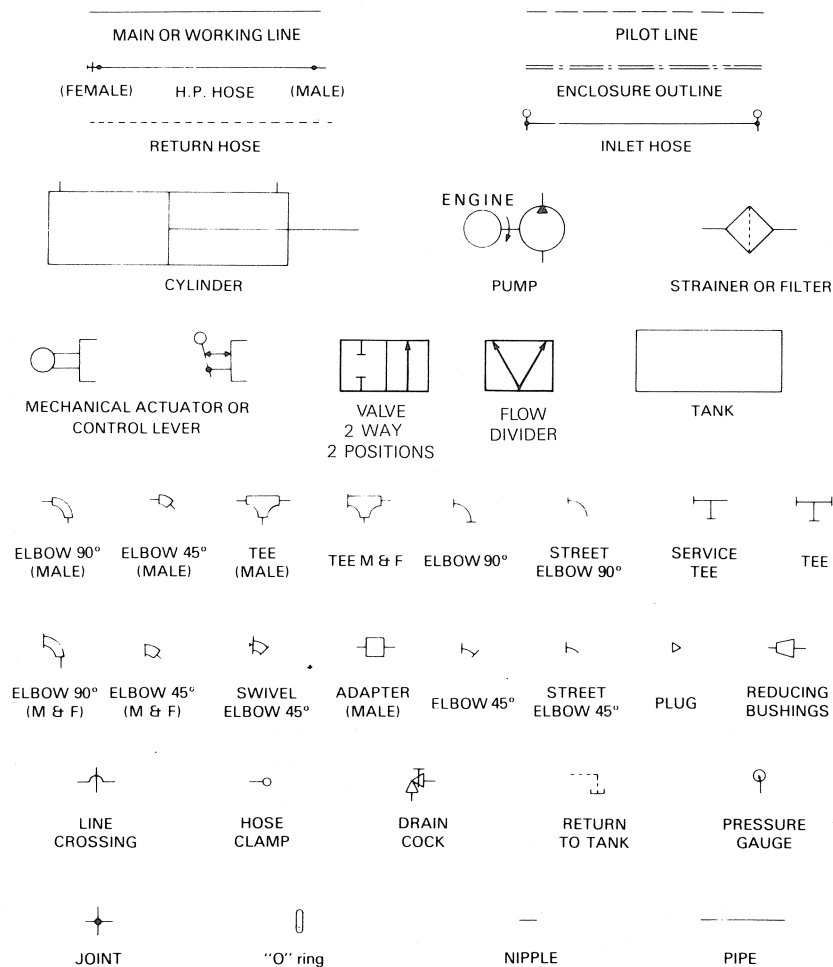 MAIN OR WORKING LINE
PILOT LINE
(FEMALE) H.P. HOSE (MALE)
ENCLOSURE OUTLINE
RETURN HOSE
INLET HOSE
ENGINE
CYLINDER
PUMP
STRAINER OR FILTER
MECHANICAL ACTUATOR OR
CONTROL LEVER
VALVE
2 WAY
2 POSITIONS
FLOW
DIVIDER
TANK
ELBOW 90°
(MALE)
ELBOW 45°
(MALE)
TEE
(MALE)
TEE M & F
ELBOW 90°
STREET
ELBOW 90°
SERVICE
TEE
TEE
ELBOW 90°
(M & F)
ELBOW 45°
(M & F)
SWIVEL
ELBOW 45°
ADAPTER
(MALE)
ELBOW 45°
STREET
ELBOW 45°
PLUG
REDUCING
BUSHINGS
LINE
CROSSING
HOSE
CLAMP
DRAIN
COCK
RETURN
TO TANK
PRESSURE
GAUGE
JOINT
"O" ring
NIPPLE
PIPE